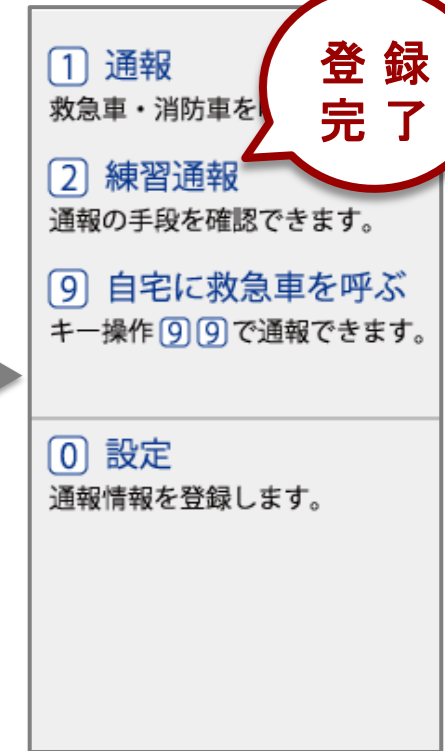 1 通報
救急車・消防車を
登録
完了
2 練習通報
通報の手段を確認できます。
9 自宅に救急車を呼ぶ
キー操作99で通報できます。
0 設定
通報情報を登録します。